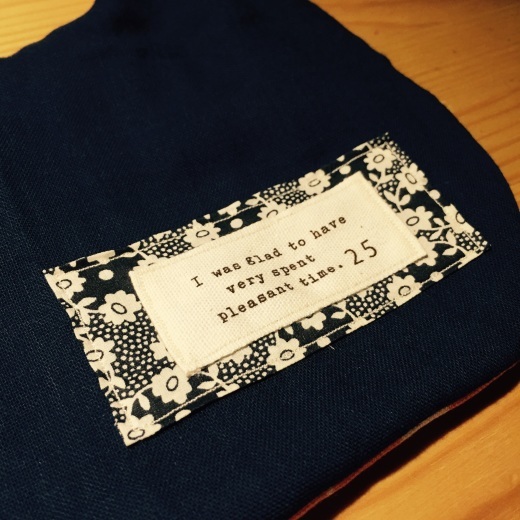 I was glad to have
very spent
pleasant time. 25